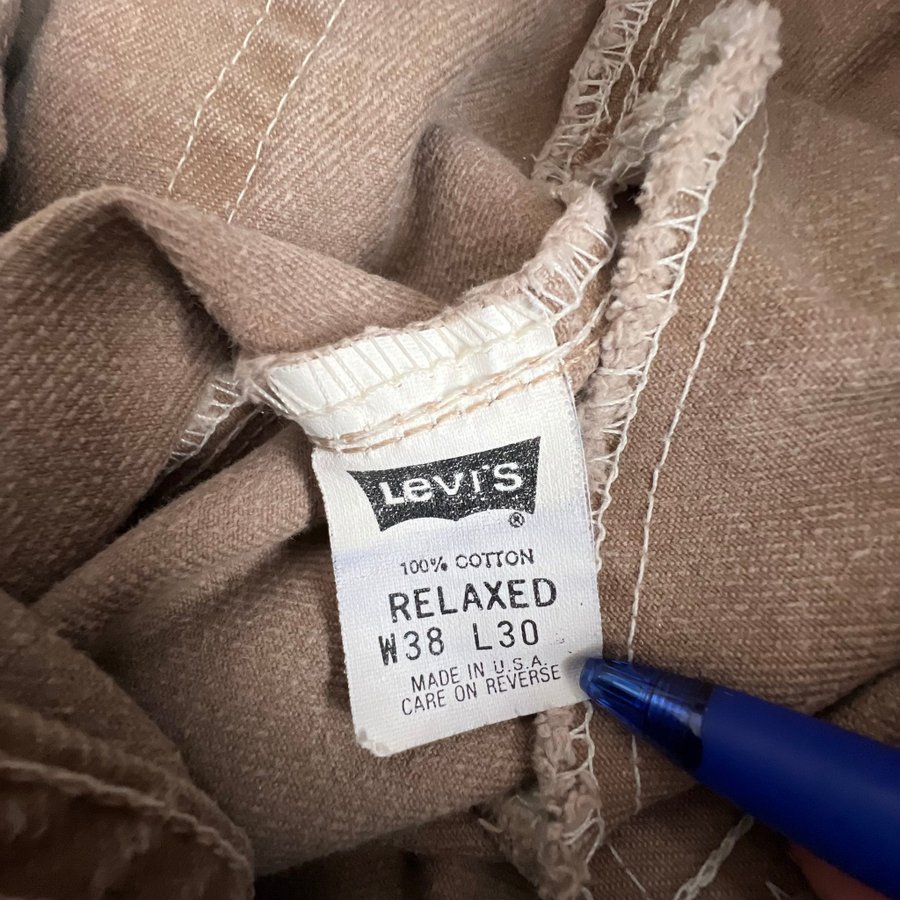 Levi's
®
100% COTTON
RELAXED
W38 L30
MADE IN U.S.A.
CARE ON REVERSE